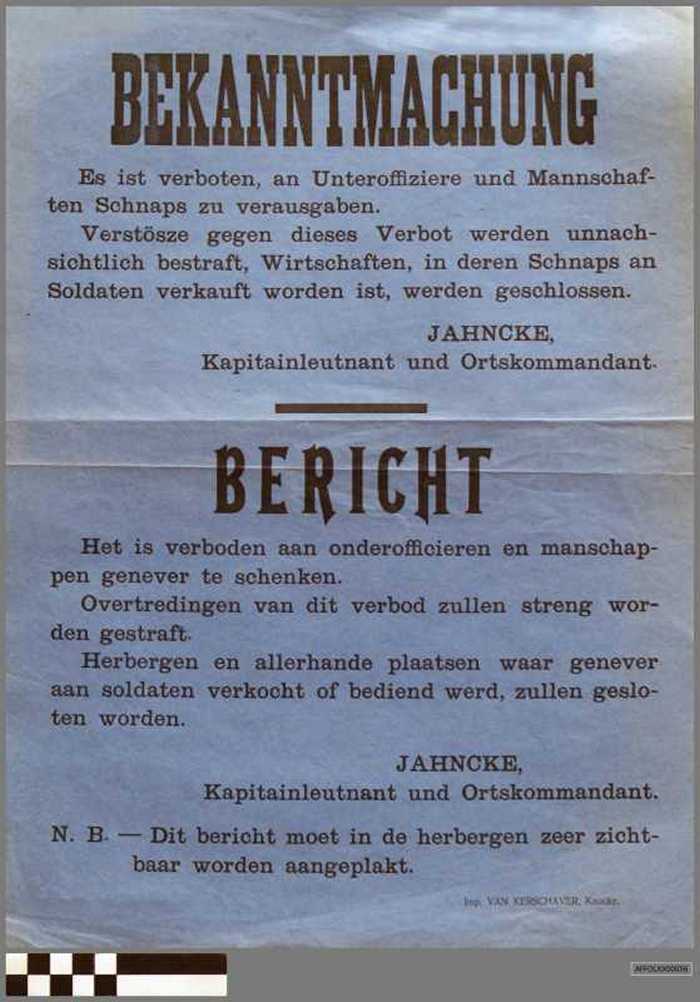 BEKANNTMACHUNG
Es ist verboten, an Unteroffiziere und Mannschaf-
ten Schnaps zu verausgaben.
Verstösze gegen dieses Verbot werden unnach-
sichtlich bestraft, Wirtschaften, in deren Schnaps an
Soldaten verkauft worden ist, werden geschlossen.
JAHNCKE,
Kapitainleutnant und Ortskommandant.
BERICHT
Het is verboden aan onderofficieren en manschap-
pen genever te schenken.
Overtredingen van dit verbod zullen streng wor-
den gestraft.
Herbergen en allerhande plaatsen waar genever
aan soldaten verkocht of bediend werd, zullen geslo-
ten worden.
JAHNCKE,
Kapitainleutnant und Ortskommandant.
N. B. — Dit bericht moet in de herbergen zeer zicht-
baar worden aangeplakt.
Imp. VAN KERSCHAVER, Knocke.